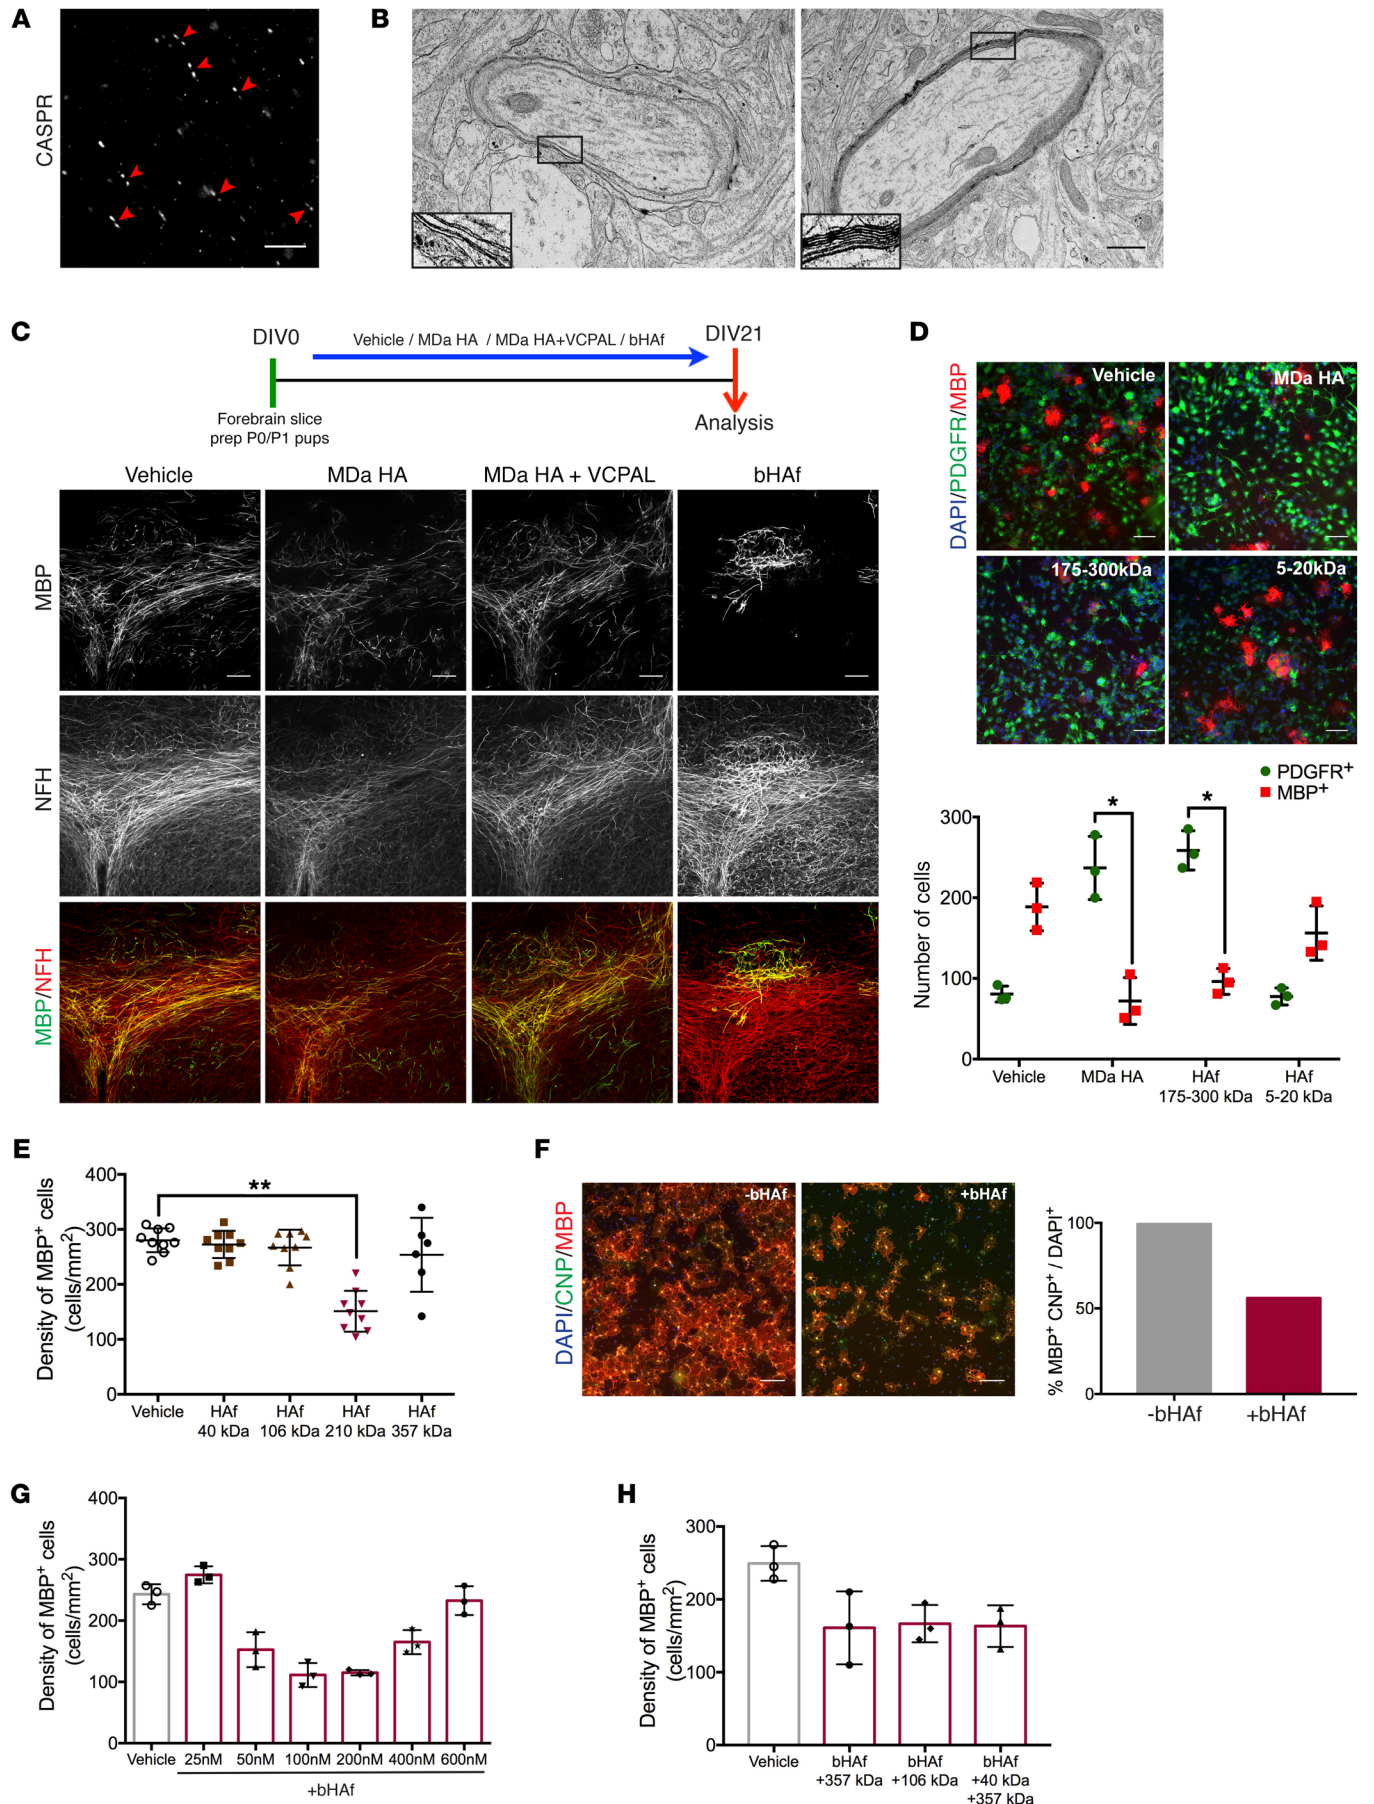 A
CASPR
B
C
DIV0
Vehicle / MDa HA / MDa HA+VCPAL / bHAf
DIV21
Forebrain slice
prep P0/P1 pups
Analysis
Vehicle
MDa HA
MDa HA + VCPAL
bHAf
MBP
NFH
MBP/NFH
D
DAPI/PDGFR/MBP
Vehicle
MDa HA
175-300kDa
5-20kDa
PDGFR+
MBP+
Number of cells
300
200
100
0
*
*
Vehicle
MDa HA
HAf
175-300 kDa
HAf
5-20 kDa
E
Density of MBP+ cells
(cells/mm2)
400
300
200
100
0
**
Vehicle
HAf
40 kDa
HAf
106 kDa
HAf
210 kDa
HAf
357 kDa
F
DAPI/CNP/MBP
-bHAf
+bHAf
% MBP+ CNP+ / DAPI+
100
50
0
-bHAf
+bHAf
G
Density of MBP+ cells
(cells/mm2)
400
300
200
100
0
Vehicle
25nM
50nM
100nM
200nM
400nM
600nM
+bHAf
H
Density of MBP+ cells
(cells/mm2)
300
200
100
0
Vehicle
bHAf
+357 kDa
bHAf
+106 kDa
bHAf
+40 kDa
+357 kDa